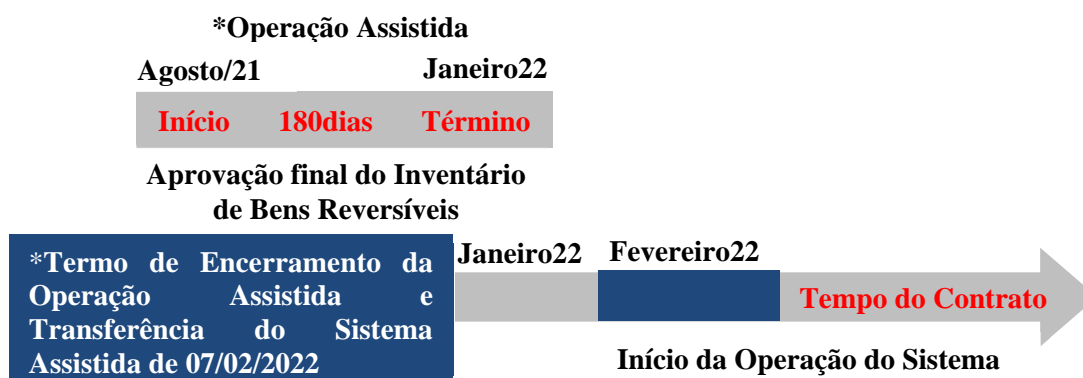 *Operação Assistida
Agosto/21 Janeiro22
Início 180dias Término
Aprovação final do Inventário
de Bens Reversíveis
*Termo de Encerramento da
Operação Assistida e
Transferência do Sistema
Assistida de 07/02/2022
Janeiro22 Fevereiro22
Tempo do Contrato
Início da Operação do Sistema